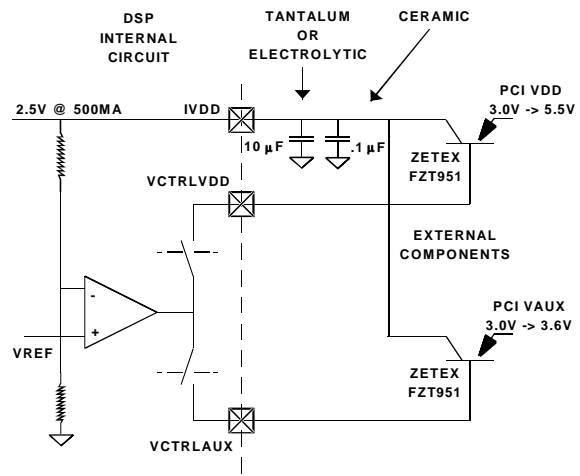 DSP
INTERNAL
CIRCUIT
TANTALUM
OR
ELECTROLYTIC
CERAMIC
2.5V @ 500MA
IVDD
PCI VDD
3.0V -> 5.5V
10 µF
.1 µF
ZETEX
FZT951
VCTRLVDD
EXTERNAL
COMPONENTS
-
+
VREF
PCI VAUX
3.0V -> 3.6V
ZETEX
FZT951
VCTRLAUX